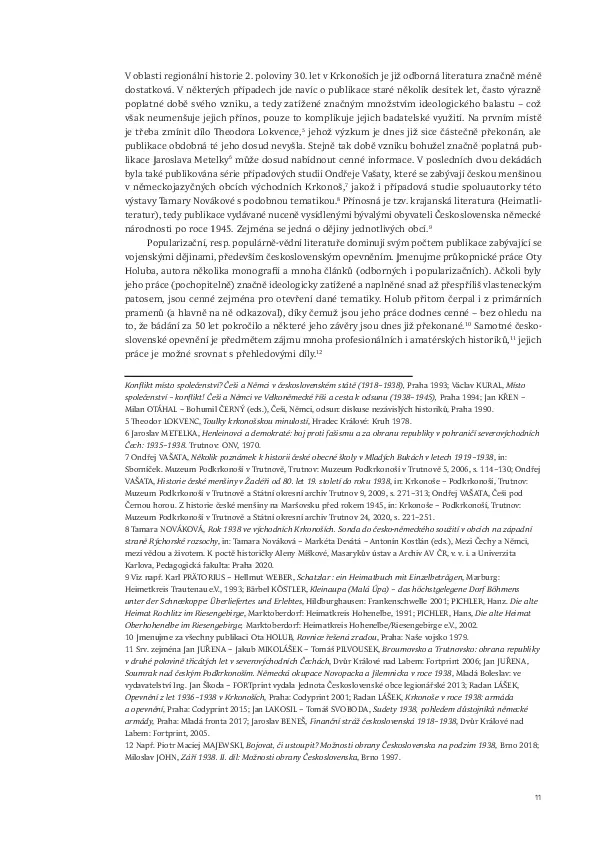 V oblasti regionální historie 2. poloviny 30. let v Krkonoších je již odborná literatura značně méně
dostatková. V některých případech jde navíc o publikace staré několik desítek let, často výrazně
poplatné době svého vzniku, a tedy zatížené značným množstvím ideologického balastu – což
však neumenšuje jejich přínos, pouze to komplikuje jejich badatelské využití. Na prvním místě
je třeba zmínit dílo Theodora Lokvence,5 jehož výzkum je dnes již sice částečně překonán, ale
publikace obdobná té jeho dosud nevyšla. Stejně tak době vzniku bohužel značně poplatná pub-
likace Jaroslava Metelky6 může dosud nabídnout cenné informace. V posledních dvou dekádách
byla také publikována série případových studií Ondřeje Vašaty, které se zabývají českou menšinou
v německojazyčných obcích východních Krkonoš,7 jakož i případová studie spoluautorky této
výstavy Tamary Novákové s podobnou tematikou.8 Přínosná je tzv. krajanská literatura (Heimatli-
teratur), tedy publikace vydávané nuceně vysídlenými bývalými obyvateli Československa německé
národnosti po roce 1945. Zejména se jedná o dějiny jednotlivých obcí.9
Popularizační, resp. populárně-vědní literatuře dominují svým počtem publikace zabývající se
vojenskými dějinami, především československým opevněním. Jmenujme průkopnické práce Oty
Holuba, autora několika monografií a mnoha článků (odborných i popularizačních). Ačkoli byly
jeho práce (pochopitelně) značně ideologicky zatížené a naplněné snad až přespříliš vlasteneckým
patosem, jsou cenné zejména pro otevření dané tematiky. Holub přitom čerpal i z primárních
pramenů (a hlavně na ně odkazoval), díky čemuž jsou jeho práce dodnes cenné – bez ohledu na
to, že bádání za 50 let pokročilo a některé jeho závěry jsou dnes již překonané.10 Samotné česko-
slovenské opevnění je předmětem zájmu mnoha profesionálních i amatérských historiků,11 jejich
práce je možné srovnat s přehledovými díly.12
Konflikt místo společenství? Češi a Němci v československém státě (1918–1938), Praha 1993; Václav KURAL, Místo
společenství – konflikt! Češi a Němci ve Velkoněmecké říši a cesta k odsunu (1938–1945), Praha 1994; Jan KŘEN –
Milan OTÁHAL – Bohumil ČERNÝ (eds.), Češi, Němci, odsun: diskuse nezávislých historiků, Praha 1990.
5 Theodor LOKVENC, Toulky krkonošskou minulostí, Hradec Králové: Kruh 1978.
6 Jaroslav METELKA, Henleinovci a demokraté: boj proti fašismu a za obranu republiky v pohraničí severovýchodních
Čech: 1935–1938. Trutnov: ONV, 1970.
7 Ondřej VAŠATA, Několik poznámek k historii české obecné školy v Mladých Bukách v letech 1919–1938, in:
Sborníček. Muzeum Podkrkonoší v Trutnově, Trutnov: Muzeum Podkrkonoší v Trutnově 5, 2006, s. 114–130; Ondřej
VAŠATA, Historie české menšiny v Žacléři od 80. let 19. století do roku 1938, in: Krkonoše – Podkrkonoší, Trutnov:
Muzeum Podkrkonoší v Trutnově a Státní okresní archiv Trutnov 9, 2009, s. 271–313; Ondřej VAŠATA, Češi pod
Černou horou. Z historie české menšiny na Maršovsku před rokem 1945, in: Krkonoše – Podkrkonoší, Trutnov:
Muzeum Podkrkonoší v Trutnově a Státní okresní archiv Trutnov 24, 2020, s. 221–251.
8 Tamara NOVÁKOVÁ, Rok 1938 ve východních Krkonoších. Sonda do česko-německého soužití v obcích na západní
straně Rýchorské rozsochy, in: Tamara Nováková – Markéta Devátá – Antonín Kostlán (eds.), Mezi Čechy a Němci,
mezi vědou a životem. K poctě historičky Aleny Míškové, Masarykův ústav a Archiv AV ČR, v. v. i. a Univerzita
Karlova, Pedagogická fakulta: Praha 2020.
9 Viz např. Karl PRÄTORIUS – Hellmut WEBER, Schatzlar: ein Heimatbuch mit Einzelbeträgen, Marburg:
Heimetkreis Trautenau e.V., 1993; Bärbel KÖSTLER, Kleinaupa (Malá Úpa) – das höchstgelegene Dorf Böhmens
unter der Schneekoppe: Überliefertes und Erlebtes, Hildburghausen: Frankenschwelle 2001; PICHLER, Hanz. Die alte
Heimat Rochlitz im Riesengebirge, Marktoberdorf: Heimatkreis Hohenelbe, 1991; PICHLER, Hans, Die alte Heimat
Oberhohenelbe im Riesengebirge, Marktoberdorf: Heimatkreis Hohenelbe/Riesengebirge e.V., 2002.
10 Jmenujme za všechny publikaci Ota HOLUB, Rovnice řešená zradou, Praha: Naše vojsko 1979.
11 Srv. zejména Jan JUŘENA – Jakub MIKOLÁŠEK – Tomáš PILVOUSEK, Broumovsko a Trutnovsko: obrana republiky
v druhé polovině třicátých let v severovýchodních Čechách, Dvůr Králové nad Labem: Fortprint 2006; Jan JUŘENA,
Soumrak nad českým Podkrkonoším. Německá okupace Novopacka a Jilemnicka v roce 1938, Mladá Boleslav: ve
vydavatelství Ing. Jan Škoda – FORTprint vydala Jednota Československé obce legionářské 2013; Radan LÁŠEK,
Opevnění z let 1936–1938 v Krkonoších, Praha: Codyprint 2001; Radan LÁŠEK, Krkonoše v roce 1938: armáda
a opevnění, Praha: Codyprint 2015; Jan LAKOSIL – Tomáš SVOBODA, Sudety 1938, pohledem důstojníků německé
armády, Praha: Mladá fronta 2017; Jaroslav BENEŠ, Finanční stráž československá 1918–1938, Dvůr Králové nad
Labem: Fortprint, 2005.
12 Např. Piotr Maciej MAJEWSKI, Bojovat, či ustoupit? Možnosti obrany Československa na podzim 1938, Brno 2018;
Miloslav JOHN, Září 1938. II. díl: Možnosti obrany Československa, Brno 1997.
11